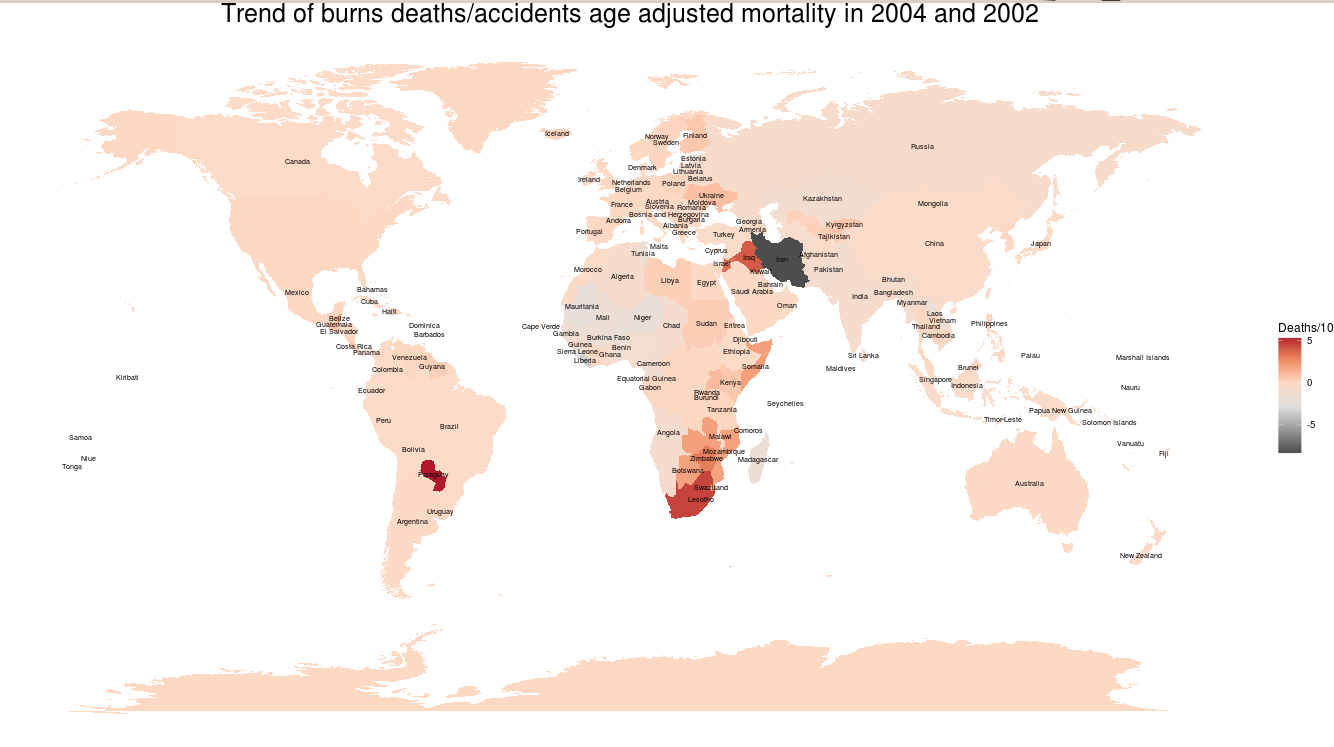 Trend of burns deaths/accidents age adjusted mortality in 2004 and 2002
Iceland
Norway
Finland
Sweden
Russia
Canada
Estonia
Latvia
Denmark
Lithuania
Ireland
Netherlands
Poland
Belarus
Belgium
Ukraine
Kazakhstan
France
Austria
Moldova
Mongolia
Slovenia
Romania
Bosnia and Herzegovina
Andorra
Bulgaria
Georgia
Kyrgyzstan
Albania
Armenia
Portugal
Greece
Turkey
Tajikistan
China
Japan
Malta
Tunisia
Cyprus
Israel
Iraq
Iran
Afghanistan
Morocco
Algeria
Kuwait
Pakistan
Libya
Egypt
Bahrain
Bhutan
Mexico
Bahamas
Saudi Arabia
India
Bangladesh
Cuba
Mauritania
Oman
Myanmar
Haiti
Belize
Mali
Niger
Laos
Guatemala
Dominica
Cape Verde
Chad
Sudan
Eritrea
Vietnam
Thailand
Philippines
El Salvador
Barbados
Gambia
Burkina Faso
Djibouti
Cambodia
Costa Rica
Guinea
Benin
Panama
Sierra Leone
Ghana
Ethiopia
Sri Lanka
Palau
Marshall Islands
Venezuela
Liberia
Cameroon
Somalia
Maldives
Brunei
Colombia
Guyana
Kiribati
Equatorial Guinea
Kenya
Singapore
Indonesia
Nauru
Ecuador
Gabon
Rwanda
Burundi
Seychelles
Tanzania
Papua New Guinea
Peru
Brazil
Timor-Leste
Solomon Islands
Samoa
Angola
Malawi
Comoros
Vanuatu
Bolivia
Mozambique
Fiji
Niue
Zimbabwe
Madagascar
Tonga
Botswana
Paraguay
Swaziland
Australia
Lesotho
Uruguay
Argentina
New Zealand
Deaths/10
5
0
-5